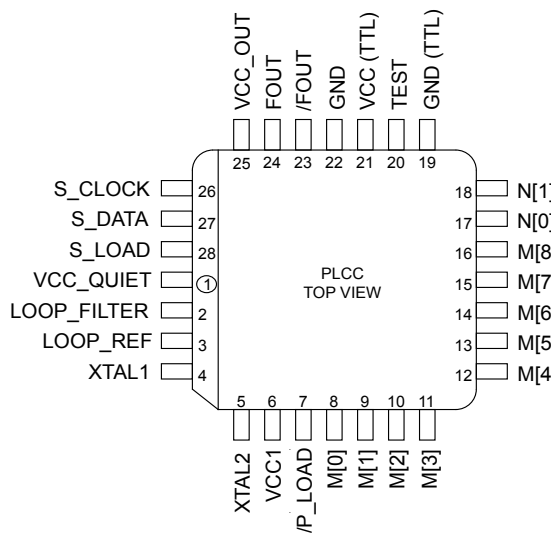 VCC_OUT
FOUT
/FOUT
GND
VCC (TTL)
TEST
GND (TTL)
25
24
23
22
21
20
19
S_CLOCK
26
S_DATA
27
S_LOAD
28
VCC_QUIET
1
LOOP_FILTER
2
LOOP_REF
3
XTAL1
4
PLCC
TOP VIEW
18
N[1]
17
N[0]
16
M[8
15
M[7
14
M[6
13
M[5
12
M[4
5
6
7
8
9
10
11
XTAL2
VCC1
/P_LOAD
M[0]
M[1]
M[2]
M[3]